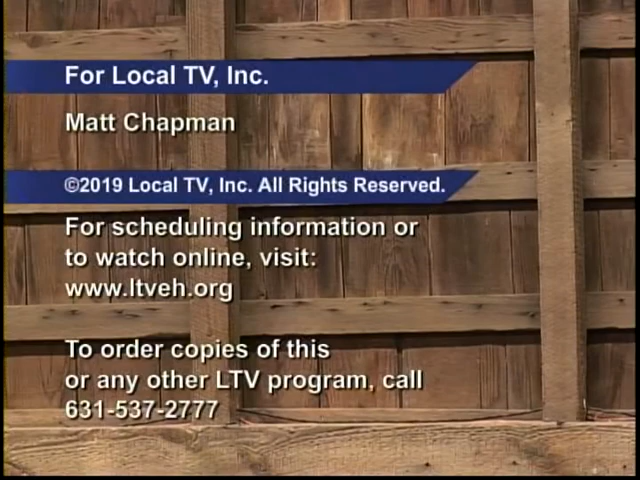 For Local TV, Inc.
Matt Chapman
©2019 Local TV, Inc. All Rights Reserved.
For scheduling information or
to watch online, visit:
www.ltveh.org
To order copies of this
or any other LTV program, call
631-537-2777